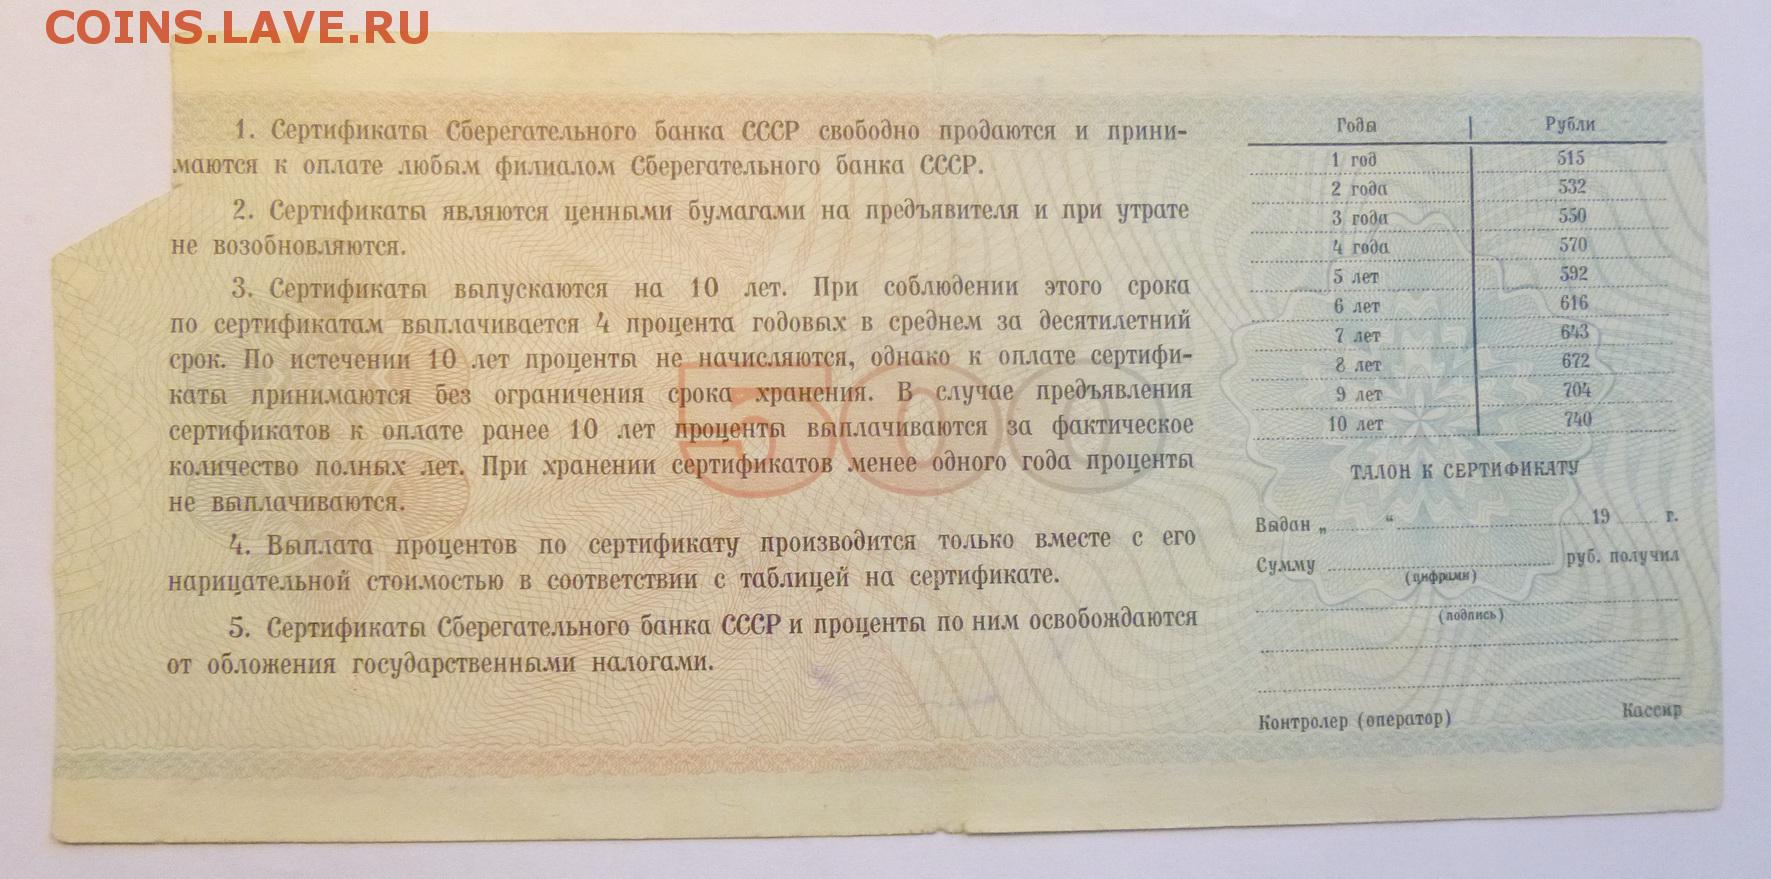 COINS.LAVE.RU
1. Сертификаты Сберегательного банка СССР свободно продаются и прини-
маются к оплате любым филиалом Сберегательного банка СССР.
2. Сертификаты являются ценными бумагами на предъявителя и при утрате
не возобновляются.
3. Сертификаты выпускаются на 10 лет. При соблюдении этого срока
по сертификатам выплачивается 4 процента годовых в среднем за десятилетний
срок. По истечении 10 лет проценты не начисляются, однако к оплате сертифи-
каты принимаются без ограничения срока хранения. В случае предъявления
сертификатов к оплате ранее 10 лет проценты выплачиваются за фактическое
количество полных лет. При хранении сертификатов менее одного года проценты
не выплачиваются.
4. Выплата процентов по сертификату производится только вместе с его
нарицательной стоимостью в соответствии с таблицей на сертификате.
5. Сертификаты Сберегательного банка СССР и проценты по ним освобождаются
от обложения государственными налогами.
500
Годы Рубли
1 год 515
2 года 532
3 года 550
4 года 570
5 лет 592
6 лет 616
7 лет 643
8 лет 672
9 лет 704
10 лет 740
ТАЛОН К СЕРТИФИКАТУ
Выдан „ “ 19 г.
Сумму руб. получил
(цифрами)
(подпись)
Контролер (оператор) Кассир